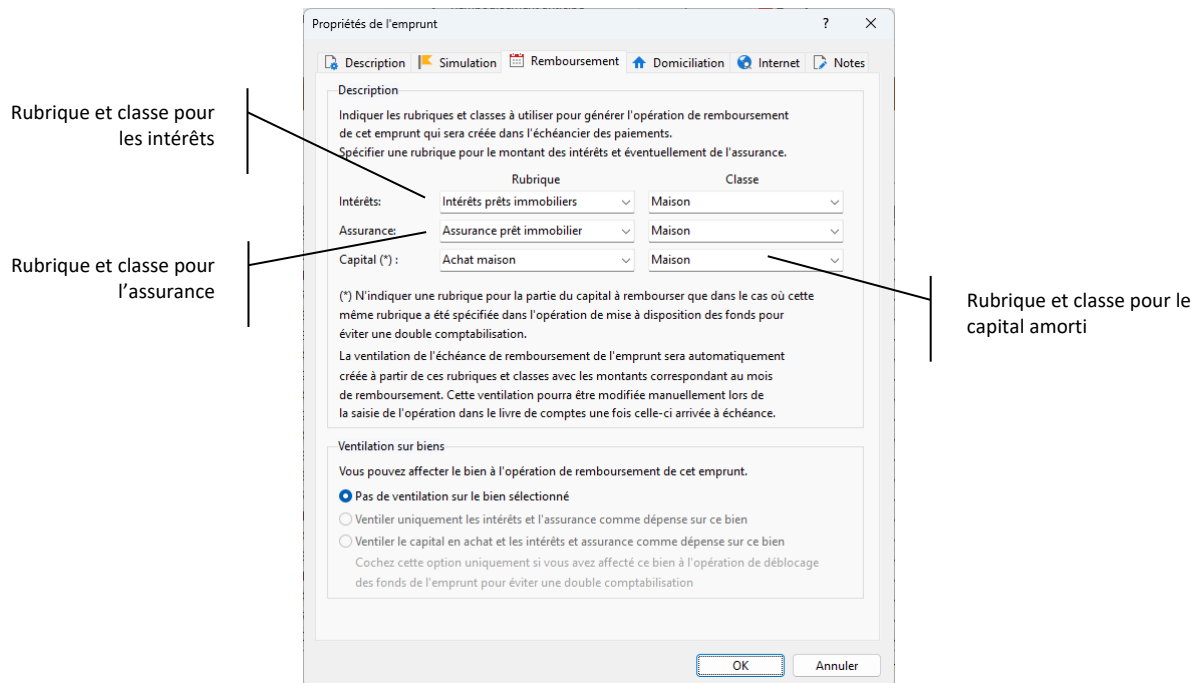 Propriétés de l'emprunt
?
Description
Simulation
Remboursement
Domiciliation
Internet
Notes
Description
Indiquer les rubriques et classes à utiliser pour générer l'opération de remboursement
de cet emprunt qui sera créée dans l'échéancier des paiements.
Spécifier une rubrique pour le montant des intérêts et éventuellement de l'assurance.
Rubrique et classe pour
les intérêts
Rubrique
Classe
Intérêts:
Intérêts prêts immobiliers
Maison
Assurance:
Assurance prêt immobilier
Maison
Capital (*) :
Achat maison
Maison
Rubrique et classe pour
l’assurance
Rubrique et classe pour le
capital amorti
(*) N'indiquer une rubrique pour la partie du capital à rembourser que dans le cas où cette
même rubrique a été spécifiée dans l'opération de mise à disposition des fonds pour
éviter une double comptabilisation.
La ventilation de l'échéance de remboursement de l'emprunt sera automatiquement
créée à partir de ces rubriques et classes avec les montants correspondant au mois
de remboursement. Cette ventilation pourra être modifiée manuellement lors de
la saisie de l'opération dans le livre de comptes une fois celle-ci arrivée à échéance.
Ventilation sur biens
Vous pouvez affecter le bien à l'opération de remboursement de cet emprunt.
Pas de ventilation sur le bien sélectionné
Ventiler uniquement les intérêts et l'assurance comme dépense sur ce bien
Ventiler le capital en achat et les intérêts et assurance comme dépense sur ce bien
Cochez cette option uniquement si vous avez affecté ce bien à l'opération de déblocage
des fonds de l'emprunt pour éviter une double comptabilisation
OK
Annuler